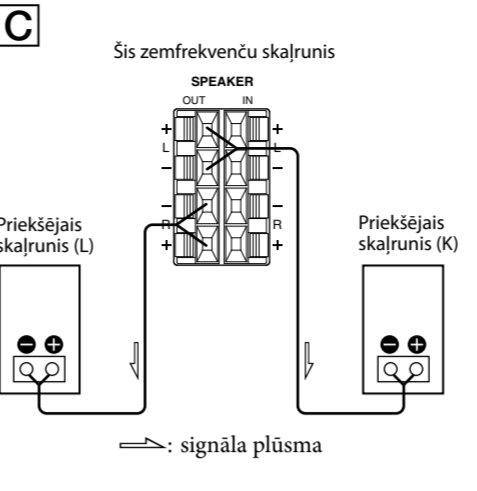 C
Šis zemfrekvenču skaļrunis
SPEAKER
OUT IN
+ +
L L
− −
− −
R R
+ +
Priekšējais
skaļrunis (L)
Priekšējais
skaļrunis (K)
− +
− +
: signāla plūsma